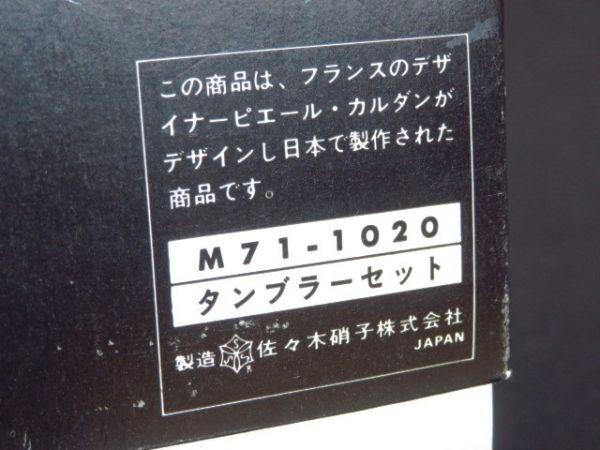 この商品は、フランスのデザ
イナーピエール・カルダンが
デザインし日本で製作された
商品です。
M71-1020
タンブラーセット
製造 佐々木硝子株式会社
JAPAN